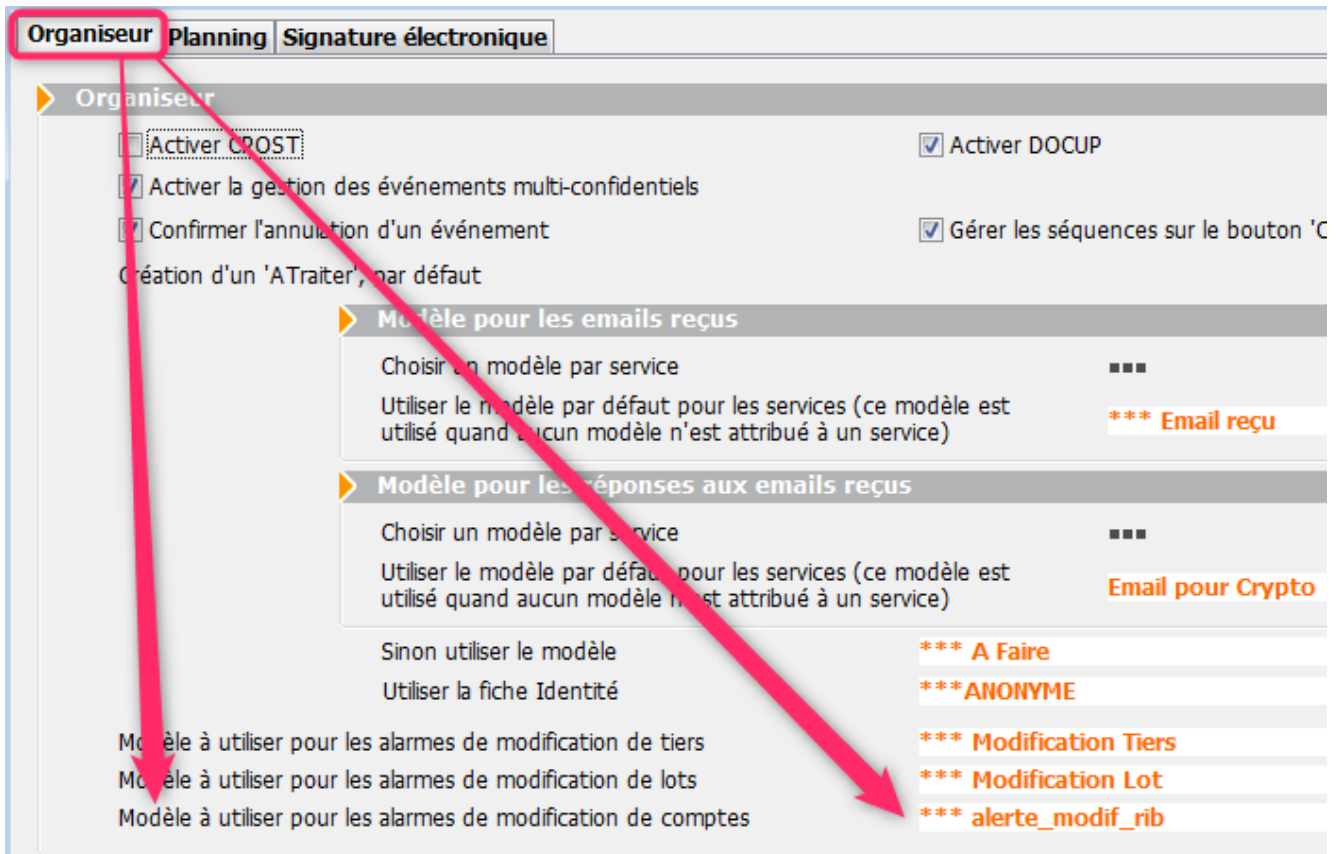 Organiseur Planning Signature électronique
Organiseur
Activer CPOST Activer DOCUP
Activer la gestion des événements multi-confidentiels
Confirmer l'annulation d'un événement Gérer les séquences sur le bouton 'C
Création d'un 'ATraiter', par défaut
Modèle pour les emails reçus
Choisir un modèle par service
Utiliser le modèle par défaut pour les services (ce modèle est
utilisé quand aucun modèle n'est attribué à un service) *** Email reçu
Modèle pour les réponses aux emails reçus
Choisir un modèle par service
Utiliser le modèle par défaut pour les services (ce modèle est
utilisé quand aucun modèle n'est attribué à un service) Email pour Crypto
Sinon utiliser le modèle *** A Faire
Utiliser la fiche Identité ***ANONYME
Modèle à utiliser pour les alarmes de modification de tiers *** Modification Tiers
Modèle à utiliser pour les alarmes de modification de lots *** Modification Lot
Modèle à utiliser pour les alarmes de modification de comptes *** alerte_modif_rib